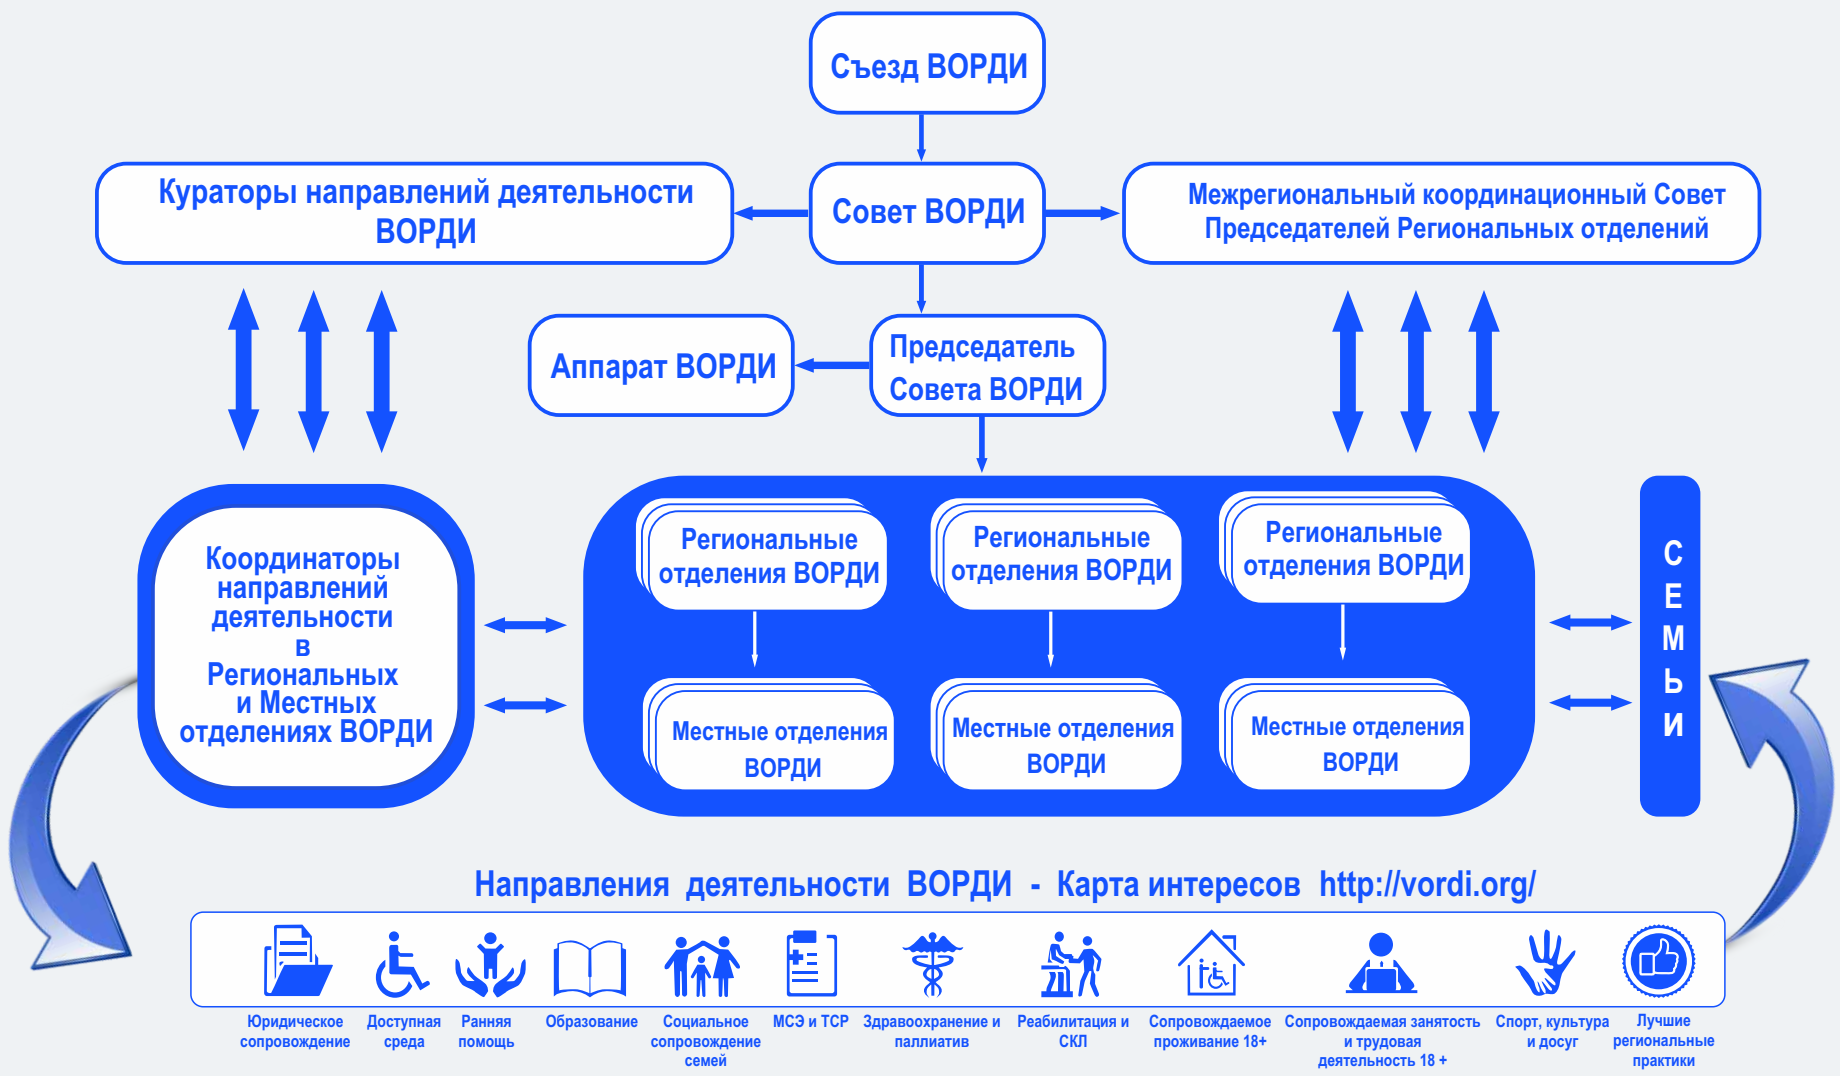 Съезд ВОРДИ
Кураторы направлений деятельности
ВОРДИ
Совет ВОРДИ
Межрегиональный координационный Совет
Председателей Региональных отделений
Аппарат ВОРДИ
Председатель
Совета ВОРДИ
Координаторы
направлений
деятельности
в
Региональных
и Местных
отделениях ВОРДИ
Региональные
отделения ВОРДИ
Региональные
отделения ВОРДИ
Региональные
отделения ВОРДИ
Местные отделения
ВОРДИ
Местные отделения
ВОРДИ
Местные отделения
ВОРДИ
С
Е
М
Ь
И
Направления деятельности ВОРДИ - Карта интересов http://vordi.org/
Юридическое
сопровождение
Доступная
среда
Ранняя
помощь
Образование
Социальное
сопровождение
семей
МСЭ и ТСР
Здравоохранение и
паллиатив
Реабилитация и
СКЛ
Сопровождаемое
проживание 18+
Сопровождаемая занятость
и трудовая
деятельность 18 +
Спорт, культура
и досуг
Лучшие
региональные
практики